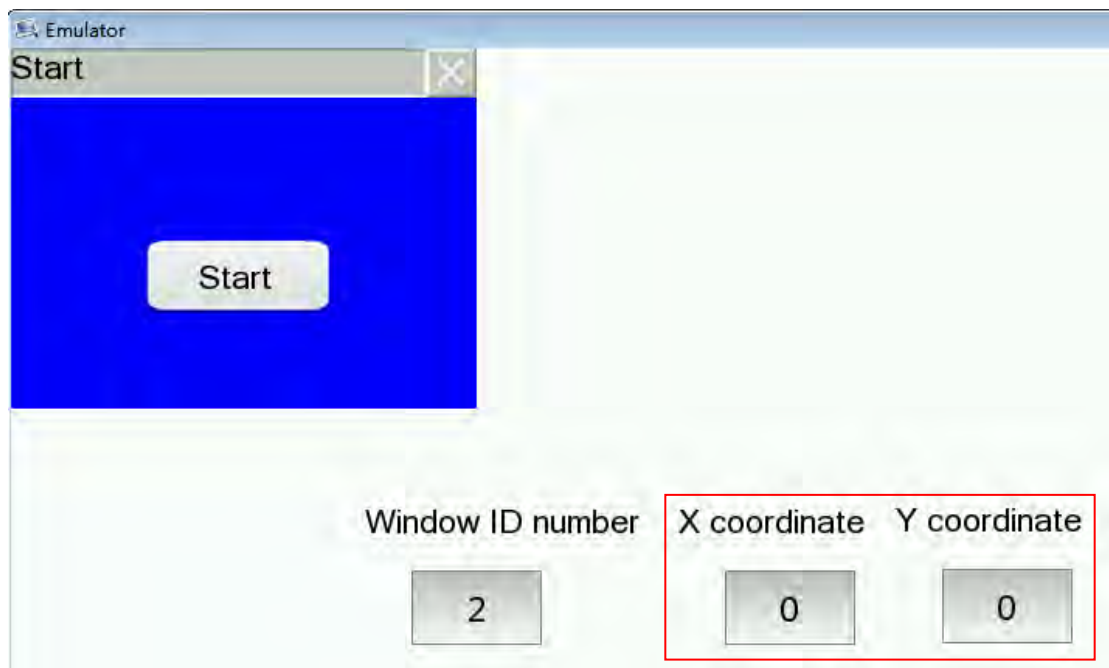 Emulator
Start
Start
Window ID number X coordinate Y coordinate
2 0 0